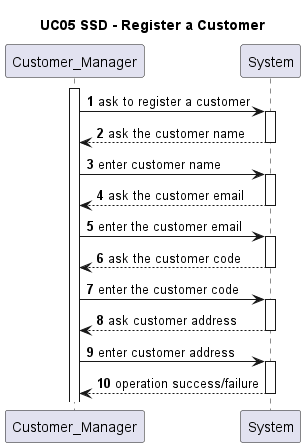 UC05 SSD - Register a Customer
Customer_Manager System
1 ask to register a customer
2 ask the customer name
3 enter customer name
4 ask the customer email
5 enter the customer email
6 ask the customer code
7 enter the customer code
8 ask customer address
9 enter customer address
10 operation success/failure
Customer_Manager System